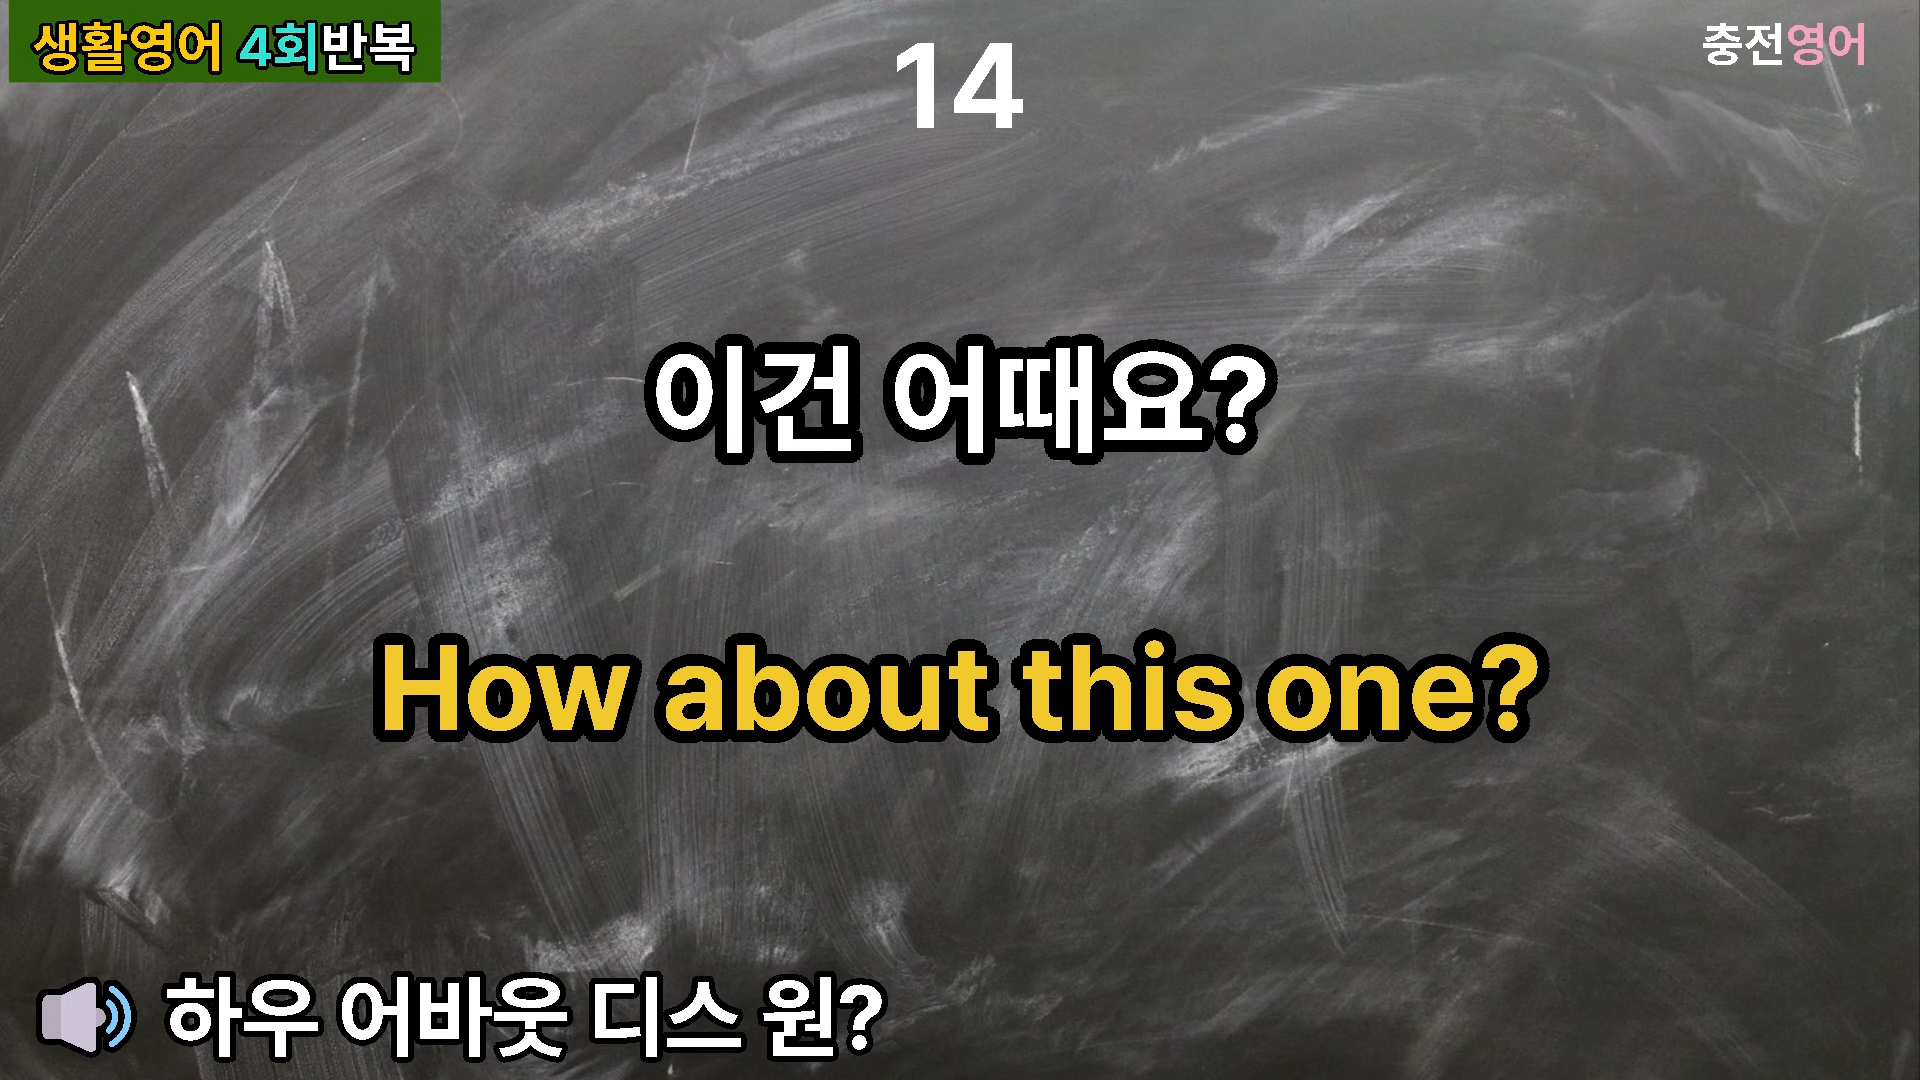 생활영어 4회반복
14
충전영어
이건 어때요?
How about this one?
하우 어바웃 디스 원?